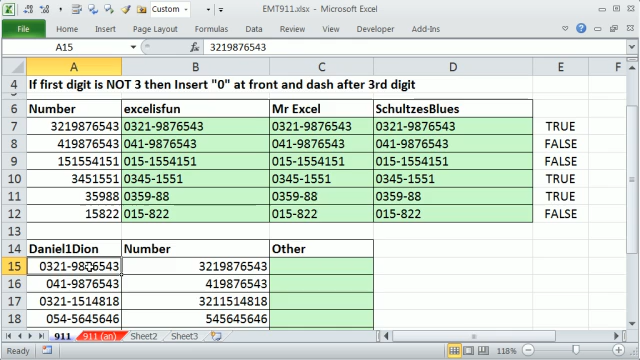 Custom
EMT911.xlsx - Microsoft Excel
File Home Insert Page Layout Formulas Data Review View Developer Add-Ins
A15 fx 3219876543
A B C D E F
4 If first digit is NOT 3 then Insert "0" at front and dash after 3rd digit
6 Number excelisfun Mr Excel SchultzesBlues
7 3219876543 0321-9876543 0321-9876543 0321-9876543 TRUE
8 419876543 041-9876543 041-9876543 041-9876543 FALSE
9 151554151 015-1554151 015-1554151 015-1554151 FALSE
10 3451551 0345-1551 0345-1551 0345-1551 TRUE
11 35988 0359-88 0359-88 0359-88 TRUE
12 15822 015-822 015-822 015-822 FALSE
13
14 Daniel1Dion Number Other
15 0321-9876543 3219876543
16 041-9876543 419876543
17 0321-1514818 3211514818
18 054-5645646 545645646
911 911 (an) Sheet2 Sheet3
118%